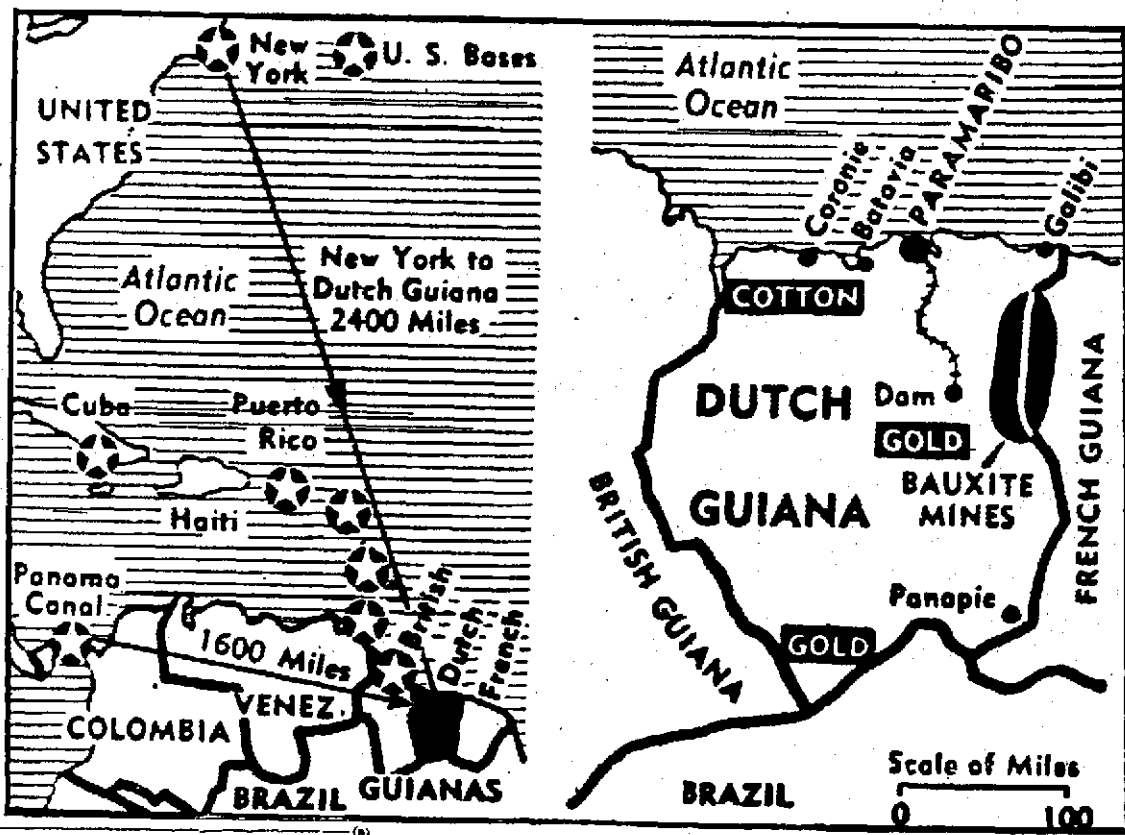 New
York
U. S. Bases
UNITED
STATES
New York to
Dutch Guiana
2400 Miles
Atlantic
Ocean
Cuba
Puerto
Rico
Haiti
Panama
Canal
1600 Miles
British
Dutch
French
VENEZ.
COLOMBIA
BRAZIL
GUIANAS
Atlantic
Ocean
Coronie
Batavia
PARAMARIBO
Galibi
COTTON
DUTCH
GUIANA
Dam
GOLD
BAUXITE
MINES
FRENCH GUIANA
BRITISH GUIANA
Panapie
GOLD
BRAZIL
Scale of Miles
0 100